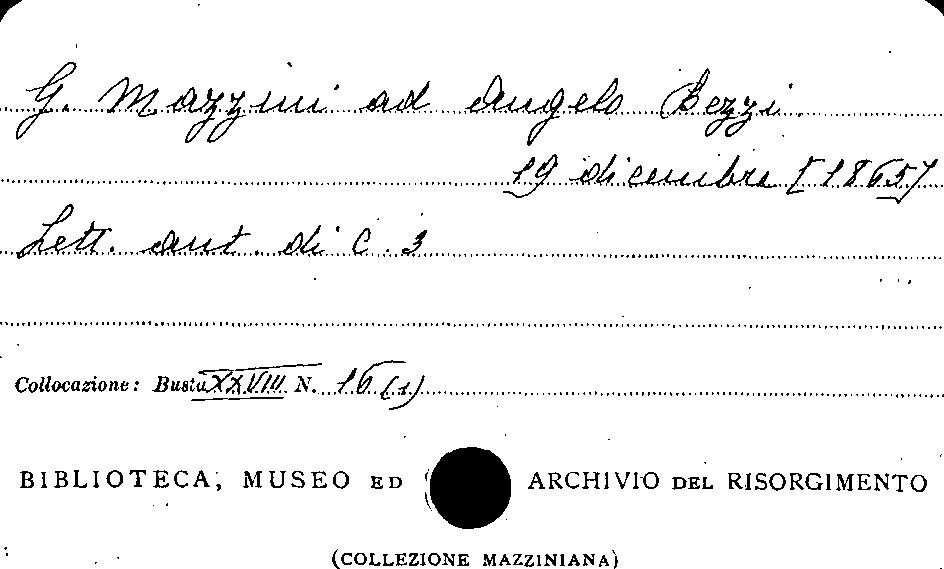 G. Mazzini ad Angelo Bezzi.
19 dicembre [1865]
Lett. aut. di c. 3
Collocazione: Busta XXVIII N. 16 (1)
BIBLIOTECA, MUSEO ED ARCHIVIO DEL RISORGIMENTO
(COLLEZIONE MAZZINIANA)